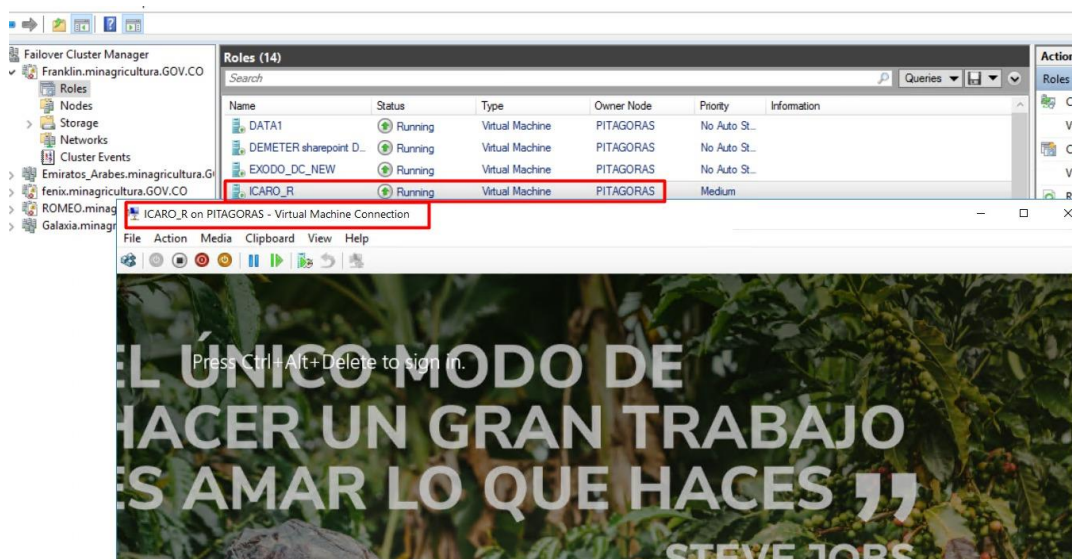 Failover Cluster Manager
Franklin.minagricultura.GOV.CO
Roles
Nodes
Storage
Networks
Cluster Events
Emiratos_Arabes.minagricultura.G
fenix.minagricultura.GOV.CO
ROMEO.minag
Galaxia.minagr
Roles (14)
Search
Queries
Name Status Type Owner Node Priority Information
DATA1 Running Virtual Machine PITAGORAS No Auto St...
DEMETER sharepoint D... Running Virtual Machine PITAGORAS No Auto St...
EXODO_DC_NEW Running Virtual Machine PITAGORAS No Auto St...
ICARO_R Running Virtual Machine PITAGORAS Medium
Action
Roles
C
V
C
V
R
ICARO_R on PITAGORAS - Virtual Machine Connection
File Action Media Clipboard View Help
Press Ctrl+Alt+Delete to sign in.
EL ÚNICO MODO DE
HACER UN GRAN TRABAJO
ES AMAR LO QUE HACES ”
STEVE JOBS